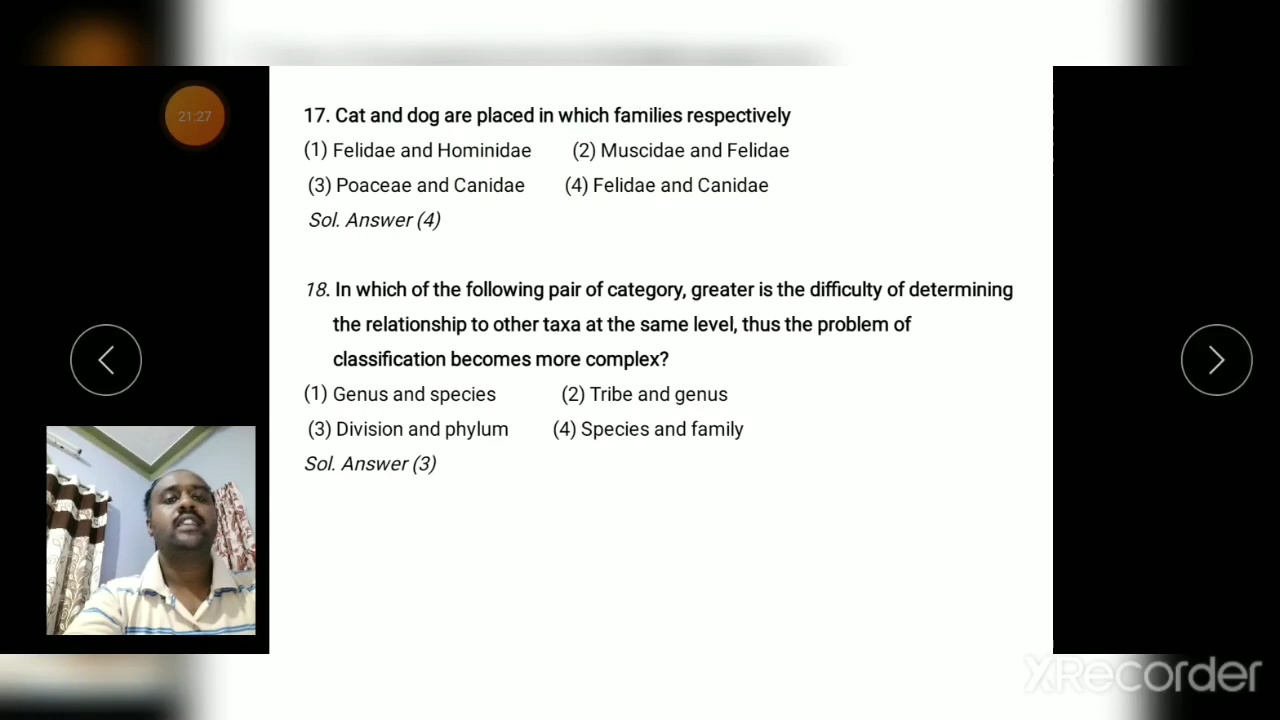 21:27
17. Cat and dog are placed in which families respectively
(1) Felidae and Hominidae (2) Muscidae and Felidae
(3) Poaceae and Canidae (4) Felidae and Canidae
Sol. Answer (4)
18. In which of the following pair of category, greater is the difficulty of determining
the relationship to other taxa at the same level, thus the problem of
classification becomes more complex?
(1) Genus and species (2) Tribe and genus
(3) Division and phylum (4) Species and family
Sol. Answer (3)
XRecorder